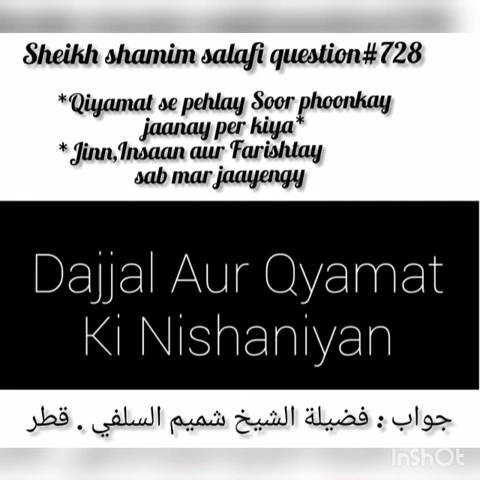 Sheikh shamim salafi question#728
*Qiyamat se pehlay Soor phoonkay
jaanay per kiya*
*Jinn,Insaan aur Farishtay
sab mar jaayengy
Dajjal Aur Qyamat
Ki Nishaniyan
جواب : فضيلة الشيخ شميم السلفي . قطر
InShOt